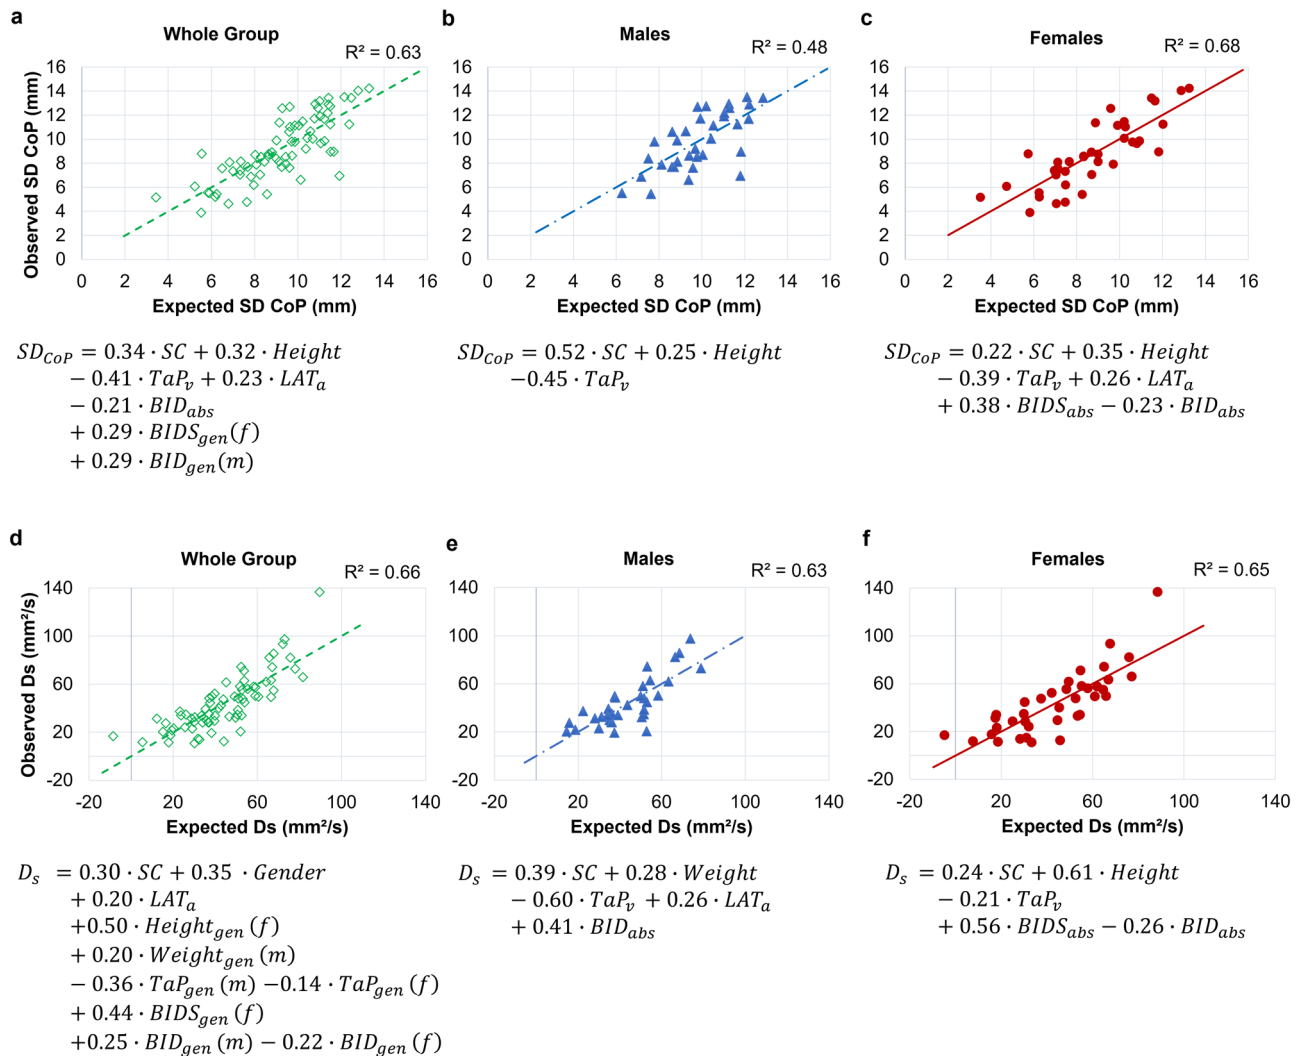 a
Whole Group
R² = 0.63
Observed SD CoP (mm)
16
14
12
10
8
6
4
2
0
0 2 4 6 8 10 12 14 16
Expected SD CoP (mm)
SD_CoP = 0.34 · SC + 0.32 · Height
− 0.41 · TaP_v + 0.23 · LAT_a
− 0.21 · BID_abs
+ 0.29 · BIDS_gen(f)
+ 0.29 · BID_gen(m)
b
Males
R² = 0.48
16
14
12
10
8
6
4
2
0
0 2 4 6 8 10 12 14 16
Expected SD CoP (mm)
SD_CoP = 0.52 · SC + 0.25 · Height
−0.45 · TaP_v
c
Females
R² = 0.68
16
14
12
10
8
6
4
2
0
0 2 4 6 8 10 12 14 16
Expected SD CoP (mm)
SD_CoP = 0.22 · SC + 0.35 · Height
− 0.39 · TaP_v + 0.26 · LAT_a
+ 0.38 · BIDS_abs − 0.23 · BID_abs
d
Whole Group
R² = 0.66
Observed Ds (mm²/s)
140
100
60
20
-20
-20 20 60 100 140
Expected Ds (mm²/s)
D_s = 0.30 · SC + 0.35 · Gender
+ 0.20 · LAT_a
+0.50 · Height_gen(f)
+ 0.20 · Weight_gen(m)
− 0.36 · TaP_gen(m) −0.14 · TaP_gen(f)
+ 0.44 · BIDS_gen(f)
+0.25 · BID_gen(m) − 0.22 · BID_gen(f)
e
Males
R² = 0.63
140
100
60
20
-20
-20 20 60 100 140
Expected Ds (mm²/s)
D_s = 0.39 · SC + 0.28 · Weight
− 0.60 · TaP_v + 0.26 · LAT_a
+ 0.41 · BID_abs
f
Females
R² = 0.65
140
100
60
20
-20
-20 20 60 100 140
Expected Ds (mm²/s)
D_s = 0.24 · SC + 0.61 · Height
− 0.21 · TaP_v
+ 0.56 · BIDS_abs − 0.26 · BID_abs